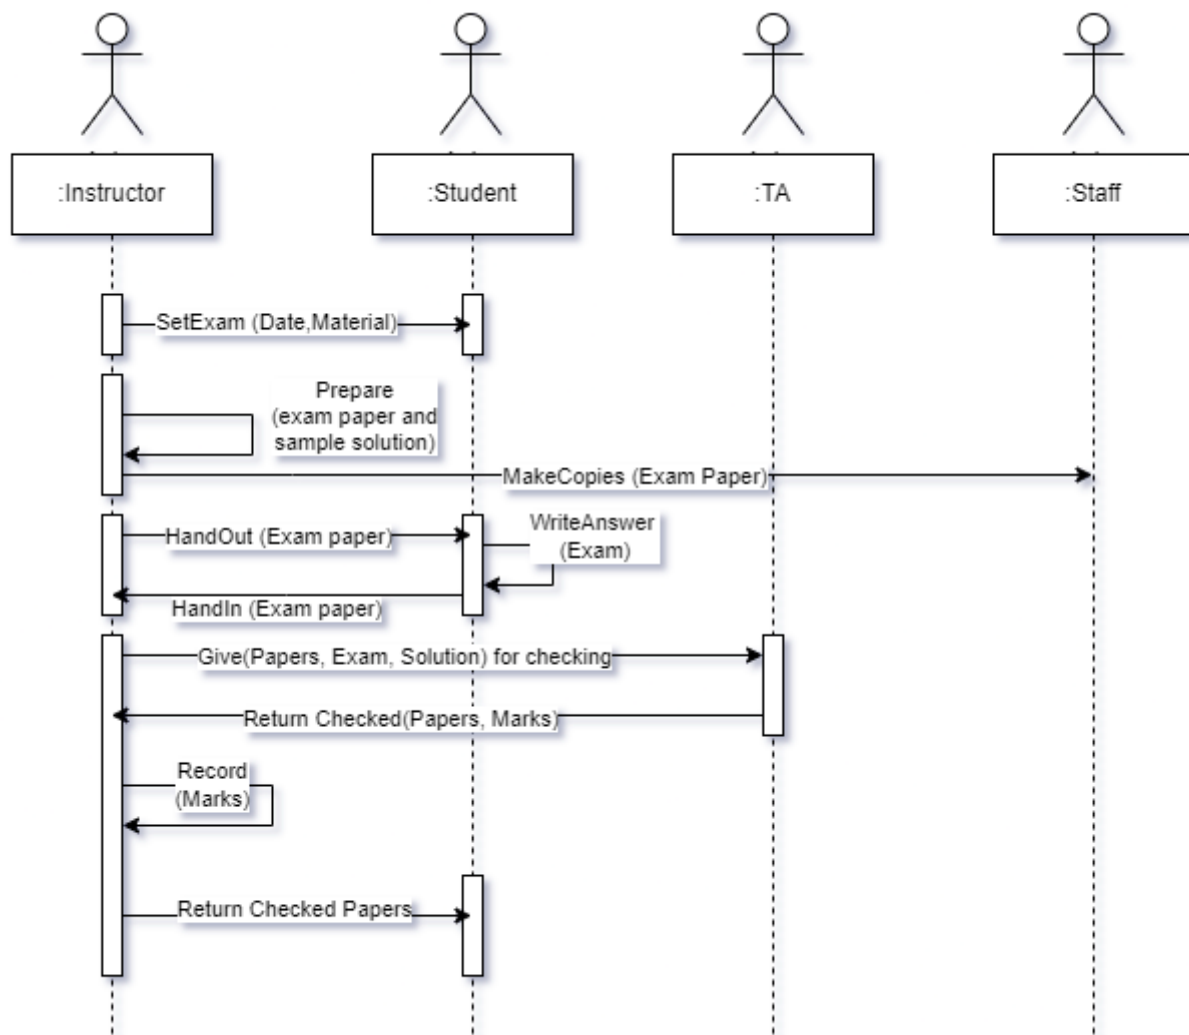 :Instructor
:Student
:TA
:Staff
SetExam (Date,Material)
Prepare
(exam paper and
sample solution)
MakeCopies (Exam Paper)
HandOut (Exam paper)
WriteAnswer
(Exam)
HandIn (Exam paper)
Give(Papers, Exam, Solution) for checking
Return Checked(Papers, Marks)
Record
(Marks)
Return Checked Papers